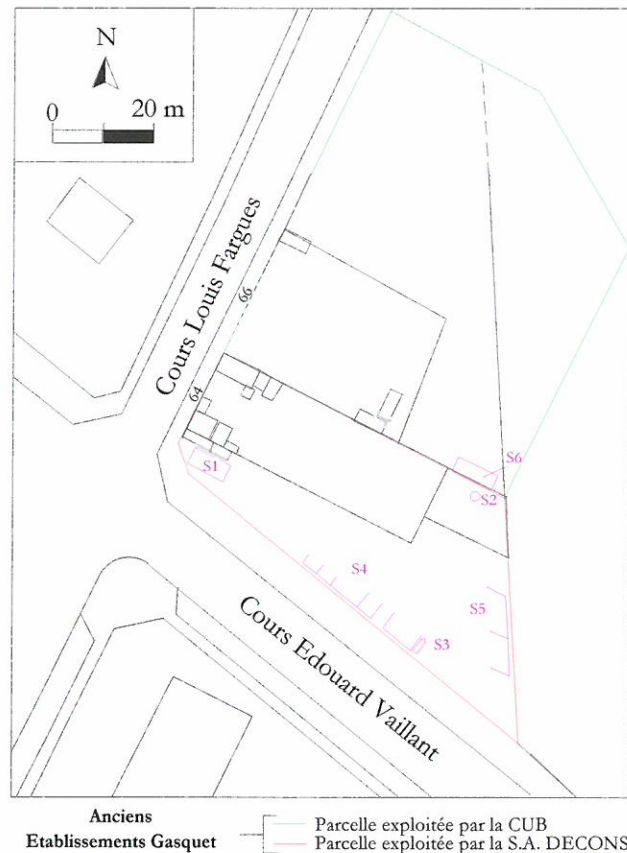 N
0 20 m
Cours Louis Fargues
66
64
S1
S6
S2
S4
S5
S3
Cours Edouard Vaillant
Anciens
Etablissements Gasquet
Parcelle exploitée par la CUB
Parcelle exploitée par la S.A. DECONS